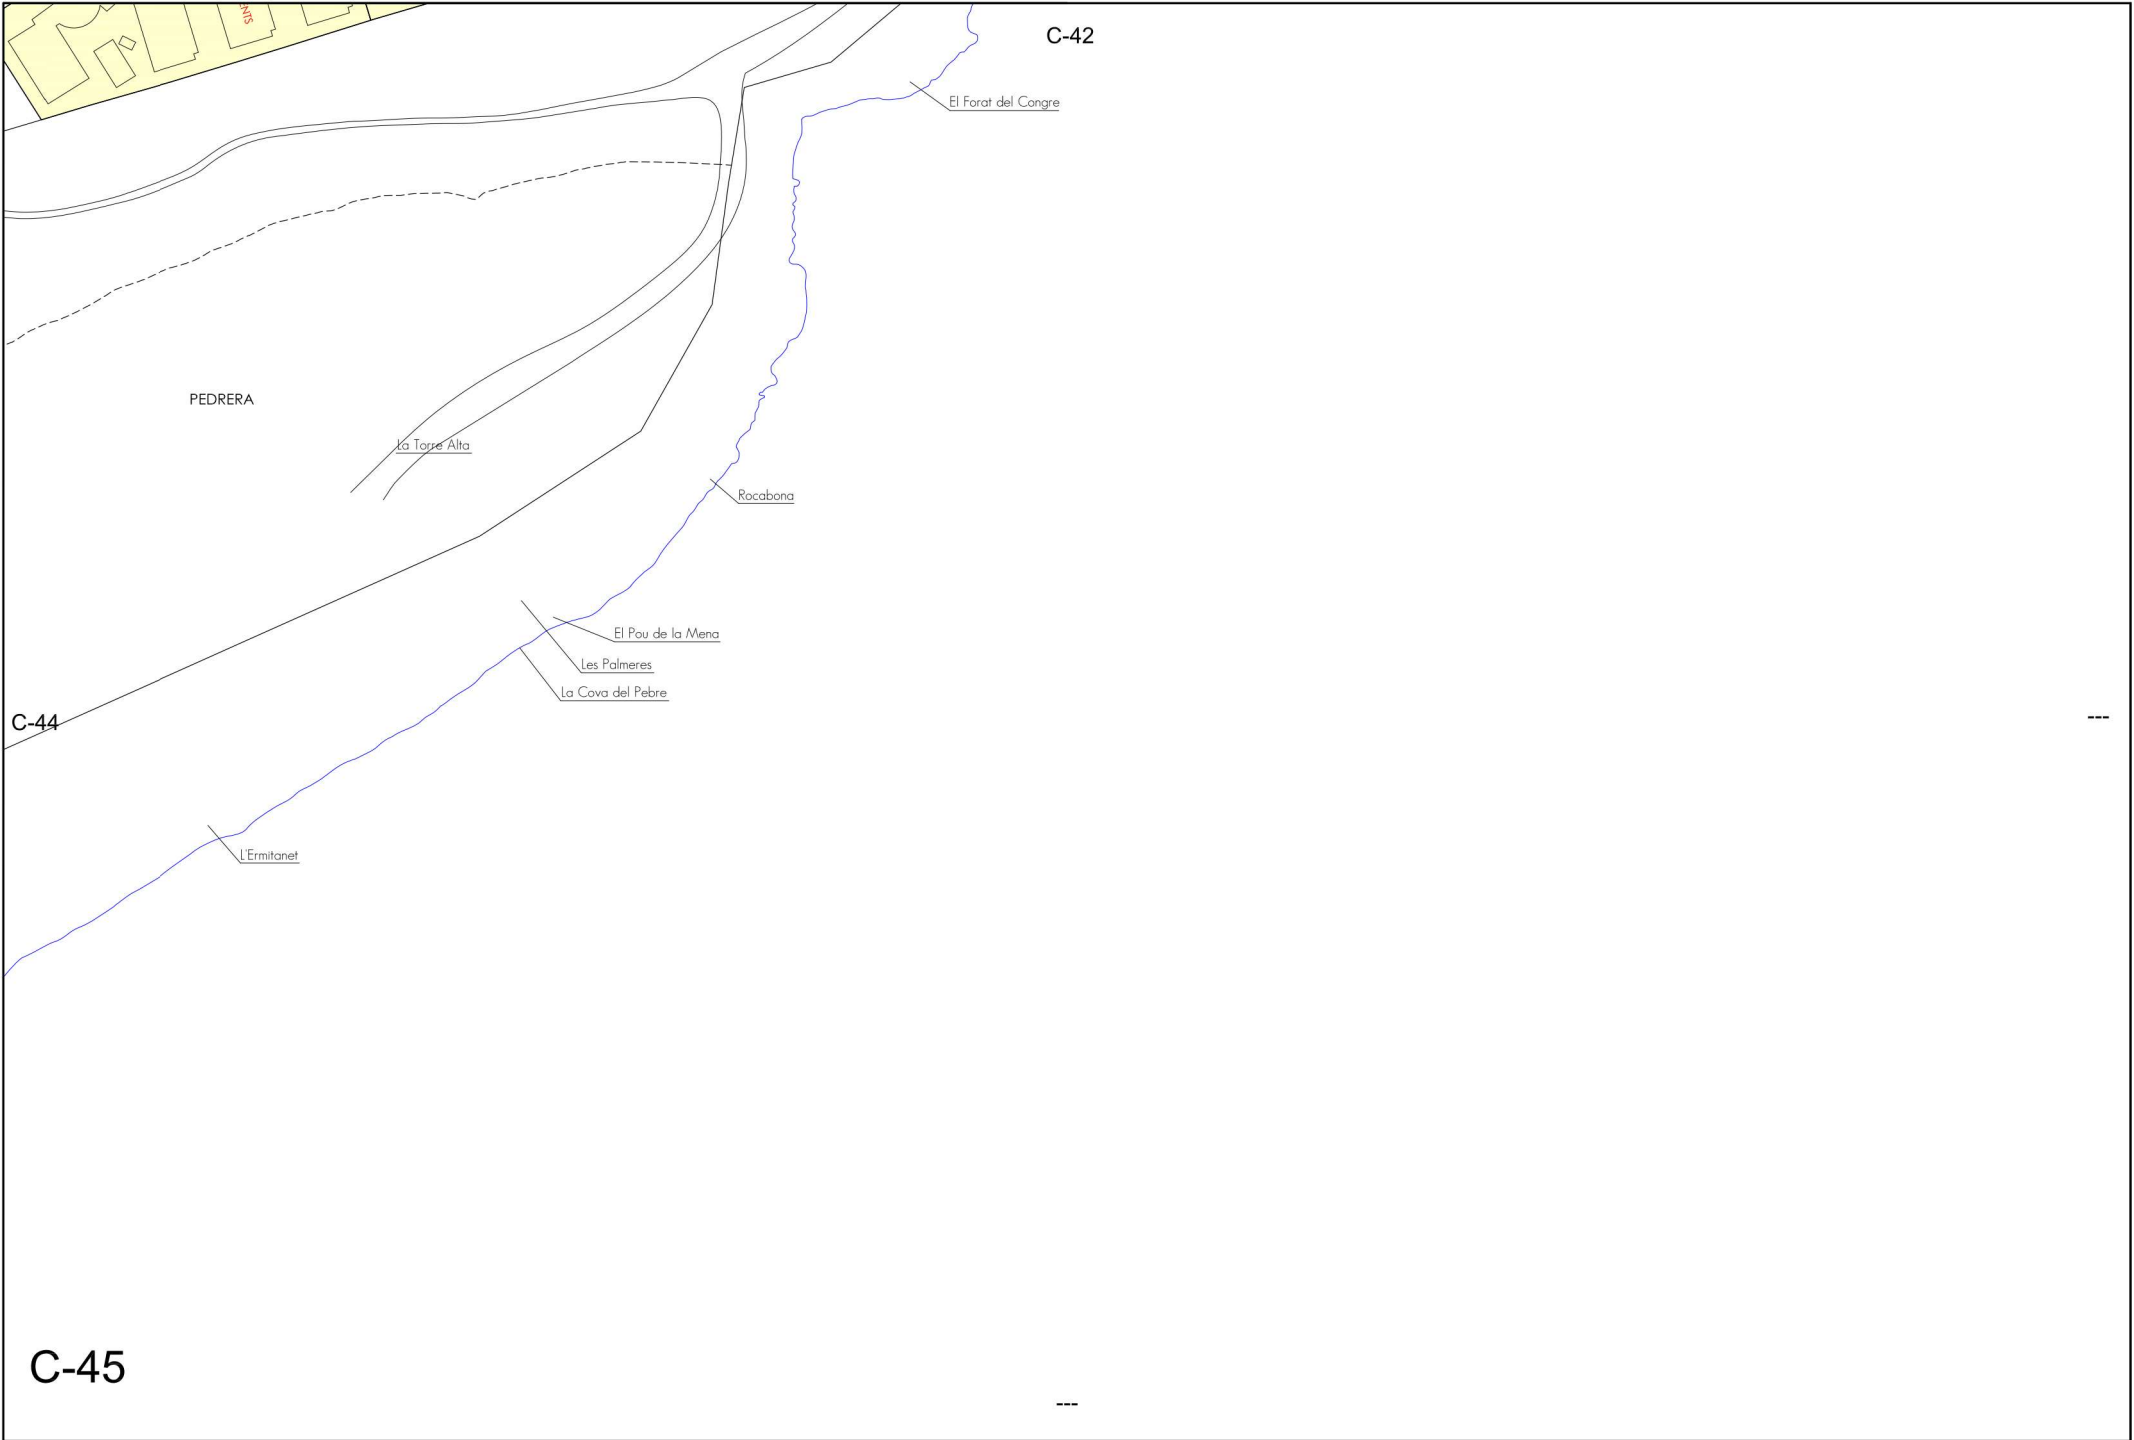 C-42
El Forat del Congre
PEDRERA
La Torre Alta
Rocabona
El Pou de la Mena
Les Palmeres
La Cova del Pebre
C-44
---
L'Ermitanet
C-45
---